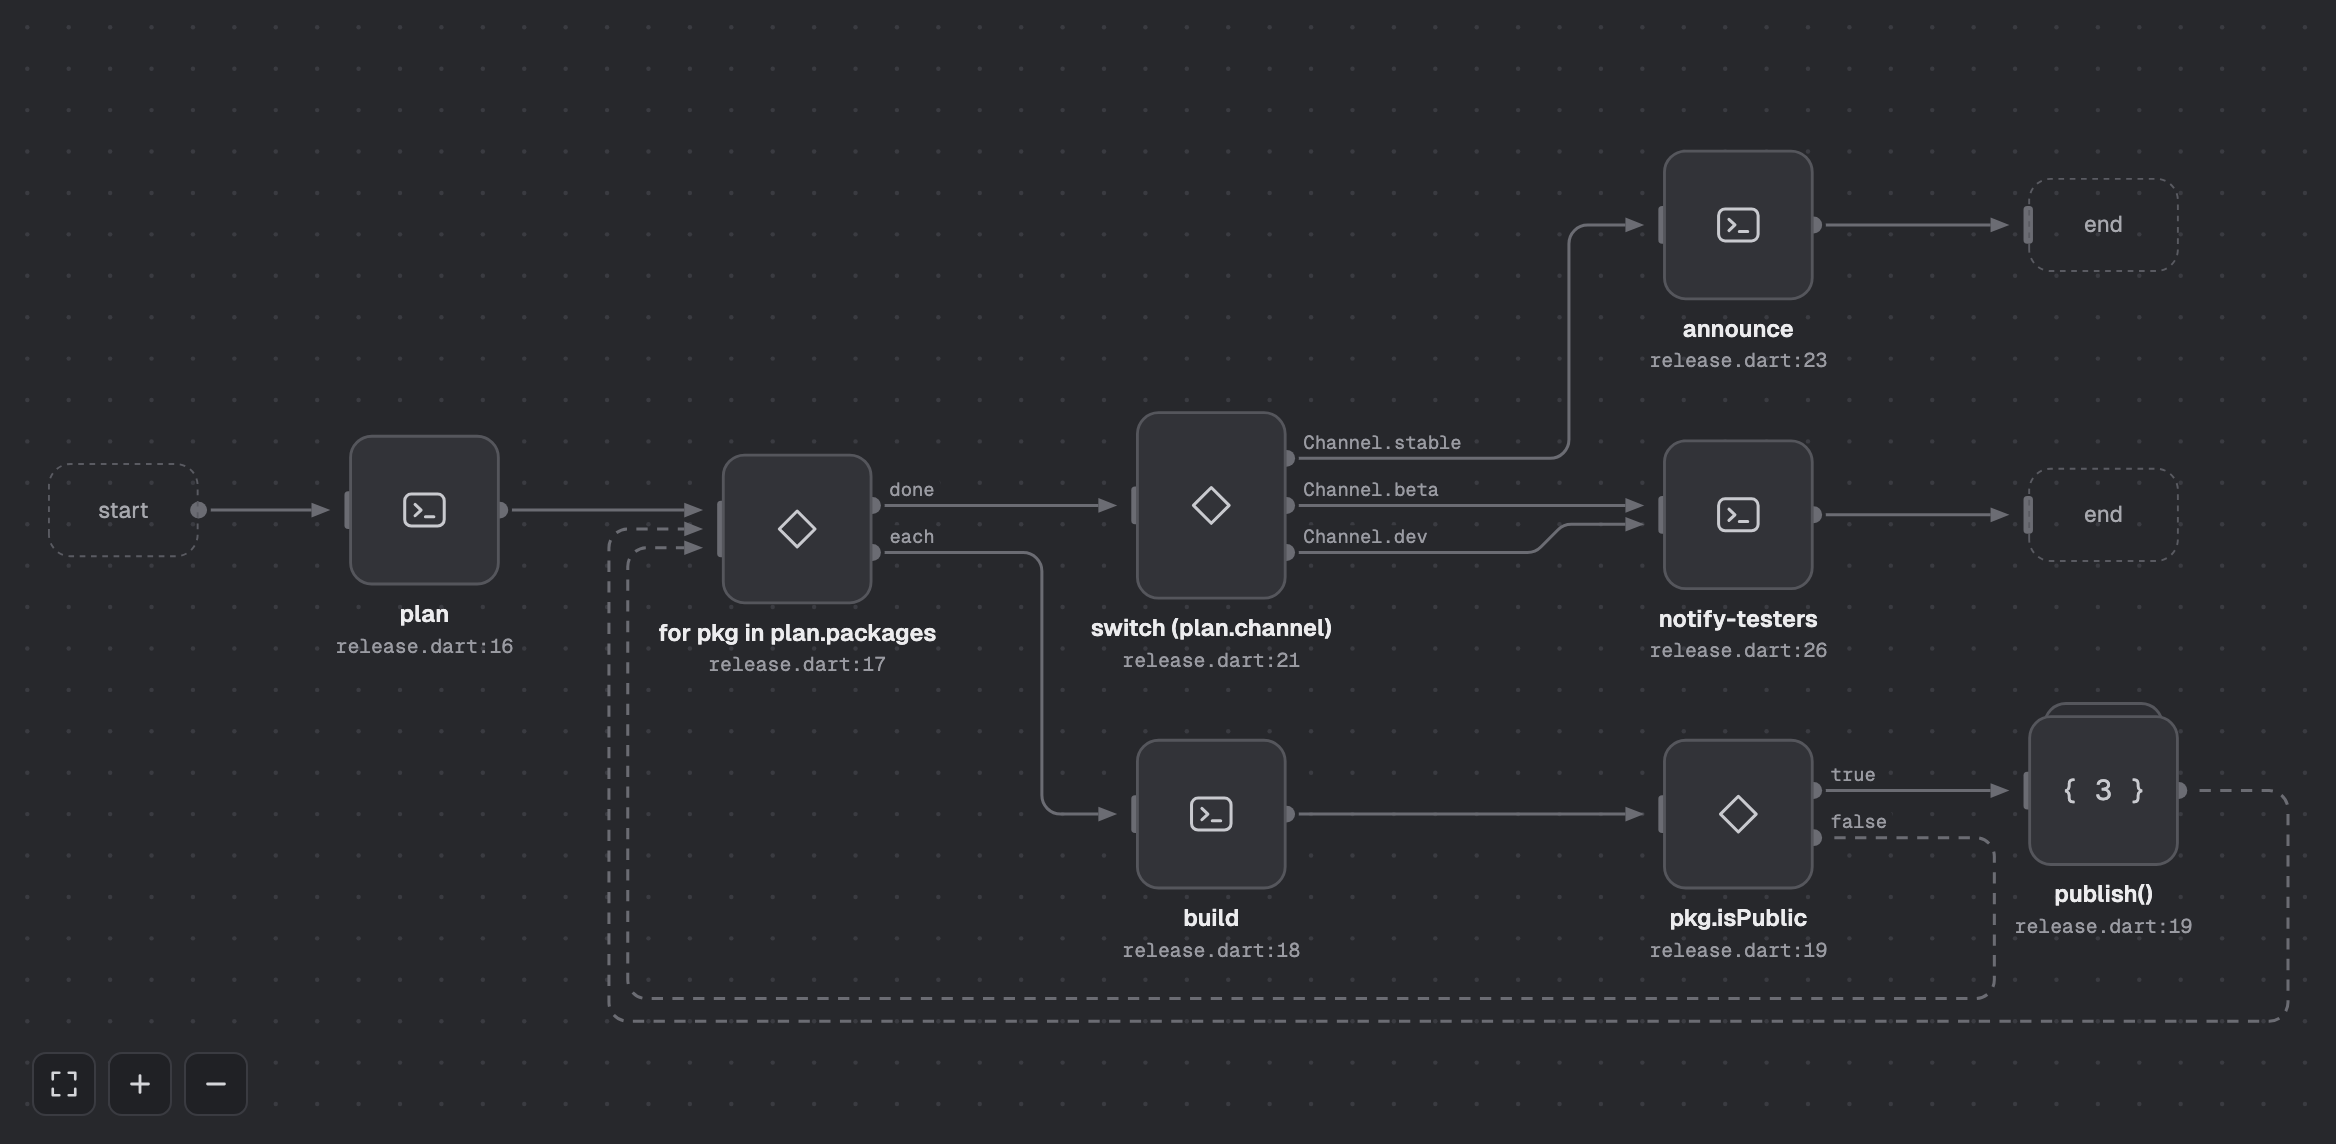 start
plan
release.dart:16
for pkg in plan.packages
release.dart:17
done
each
switch (plan.channel)
release.dart:21
Channel.stable
Channel.beta
Channel.dev
announce
release.dart:23
end
notify-testers
release.dart:26
end
build
release.dart:18
pkg.isPublic
release.dart:19
true
false
{ 3 }
publish()
release.dart:19